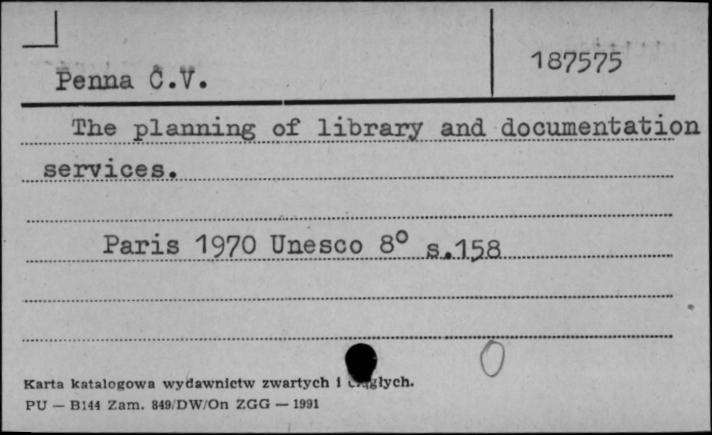 187575
Penna C.V.
The planning of library and documentation
services.
Paris 1970 Unesco 8° s.158
Karta katalogowa wydawnictw zwartych i ciągłych.
PU — B144 Zam. 849/DW/On ZGG — 1991